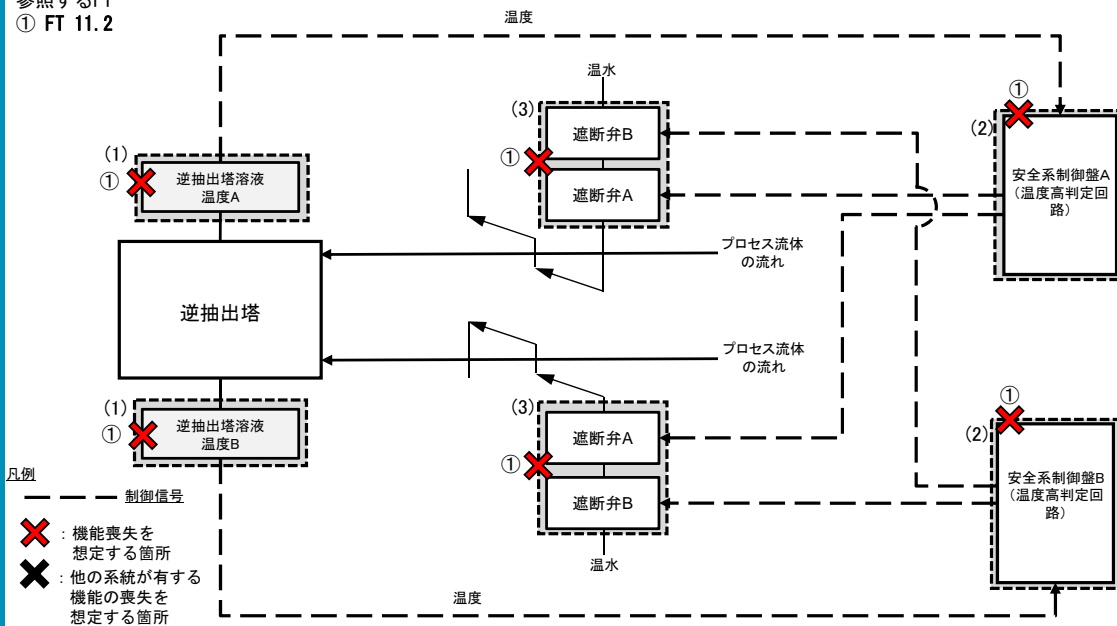 参照するFT
① FT 11.2
温度
温水
(3)
遮断弁B
①
遮断弁A
①
(2)
安全系制御盤A
（温度高判定回
路）
(1)
①
逆抽出塔溶液
温度A
プロセス流体
の流れ
逆抽出塔
プロセス流体
の流れ
(1)
①
逆抽出塔溶液
温度B
(3)
遮断弁A
①
遮断弁B
温水
①
(2)
安全系制御盤B
（温度高判定回
路）
温度
凡例
制御信号
：機能喪失を
想定する箇所
：他の系統が有する
機能の喪失を
想定する箇所